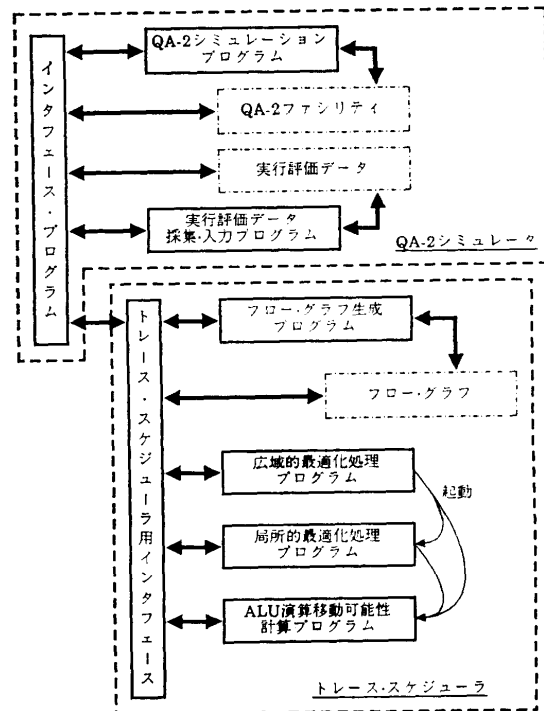 インタフェース・プログラム
QA-2シミュレーション
プログラム
QA-2ファシリティ
実行評価データ
実行評価データ
採集・入力プログラム
QA-2シミュレータ
トレース・スケジューラ用インタフェース
フロー・グラフ生成
プログラム
フロー・グラフ
広域的最適化処理
プログラム
起動
局所的最適化処理
プログラム
ALU演算移動可能性
計算プログラム
トレース・スケジューラ